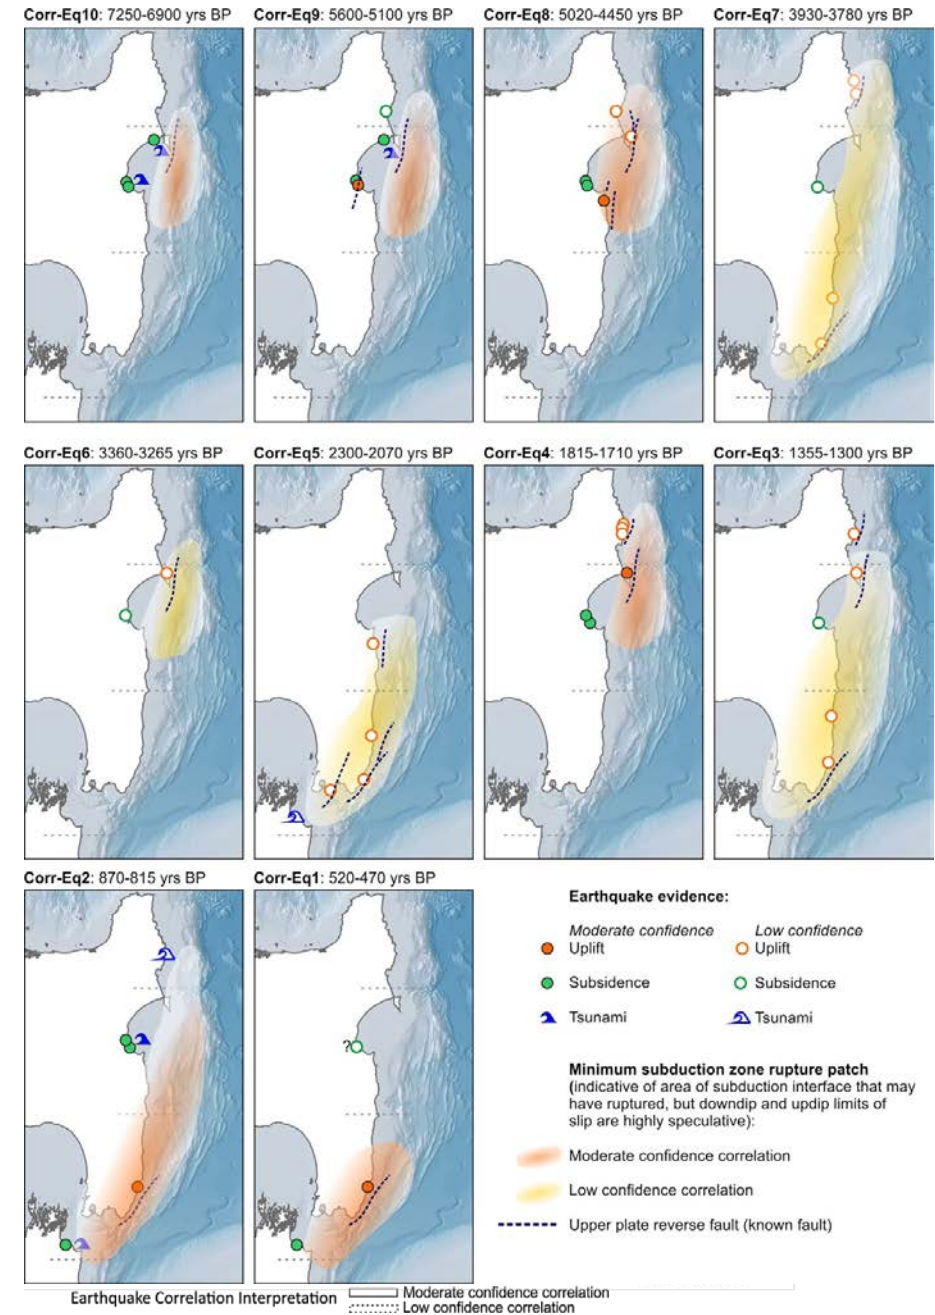 Corr-Eq10: 7250-6900 yrs BP
Corr-Eq9: 5600-5100 yrs BP
Corr-Eq8: 5020-4450 yrs BP
Corr-Eq7: 3930-3780 yrs BP
Corr-Eq6: 3360-3265 yrs BP
Corr-Eq5: 2300-2070 yrs BP
Corr-Eq4: 1815-1710 yrs BP
Corr-Eq3: 1355-1300 yrs BP
Corr-Eq2: 870-815 yrs BP
Corr-Eq1: 520-470 yrs BP
?
Earthquake evidence:
Moderate confidence
Low confidence
Uplift
Uplift
Subsidence
Subsidence
Tsunami
Tsunami
Minimum subduction zone rupture patch
(indicative of area of subduction interface that may
have ruptured, but downdip and updip limits of
slip are highly speculative):
Moderate confidence correlation
Low confidence correlation
Upper plate reverse fault (known fault)
Earthquake Correlation Interpretation
Moderate confidence correlation
Low confidence correlation